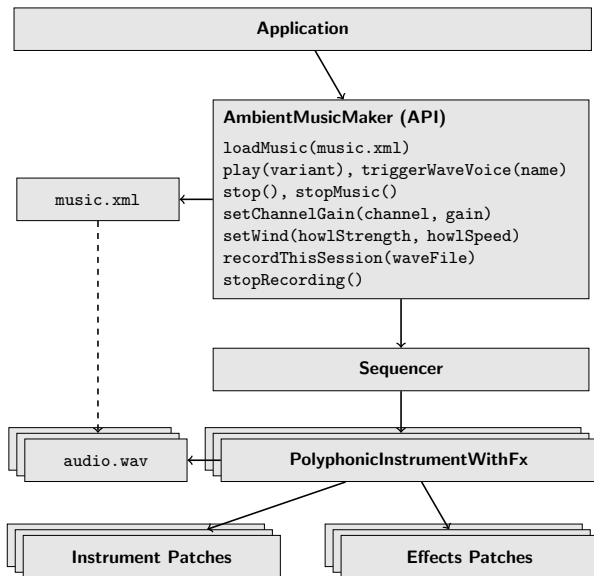 Application
AmbientMusicMaker (API)
loadMusic(music.xml)
play(variant), triggerWaveVoice(name)
stop(), stopMusic()
setChannelGain(channel, gain)
setWind(howlStrength, howlSpeed)
recordThisSession(waveFile)
stopRecording()
music.xml
Sequencer
audio.wav
PolyphonicInstrumentWithFx
Instrument Patches
Effects Patches